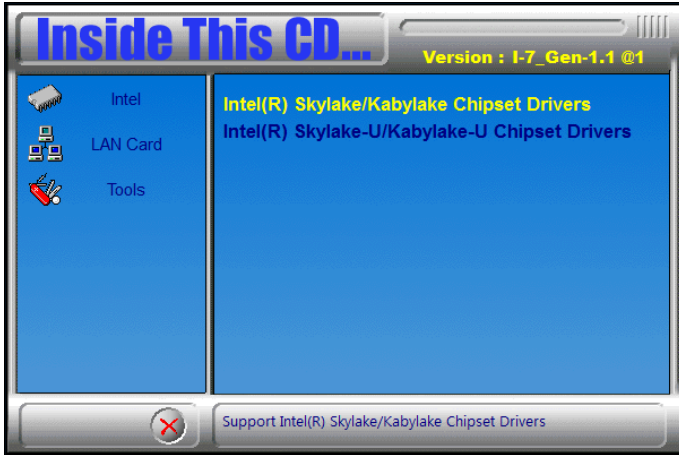 Inside This CD...
Version : I-7_Gen-1.1 @1
Intel
LAN Card
Tools
Intel(R) Skylake/Kabylake Chipset Drivers
Intel(R) Skylake-U/Kabylake-U Chipset Drivers
Support Intel(R) Skylake/Kabylake Chipset Drivers